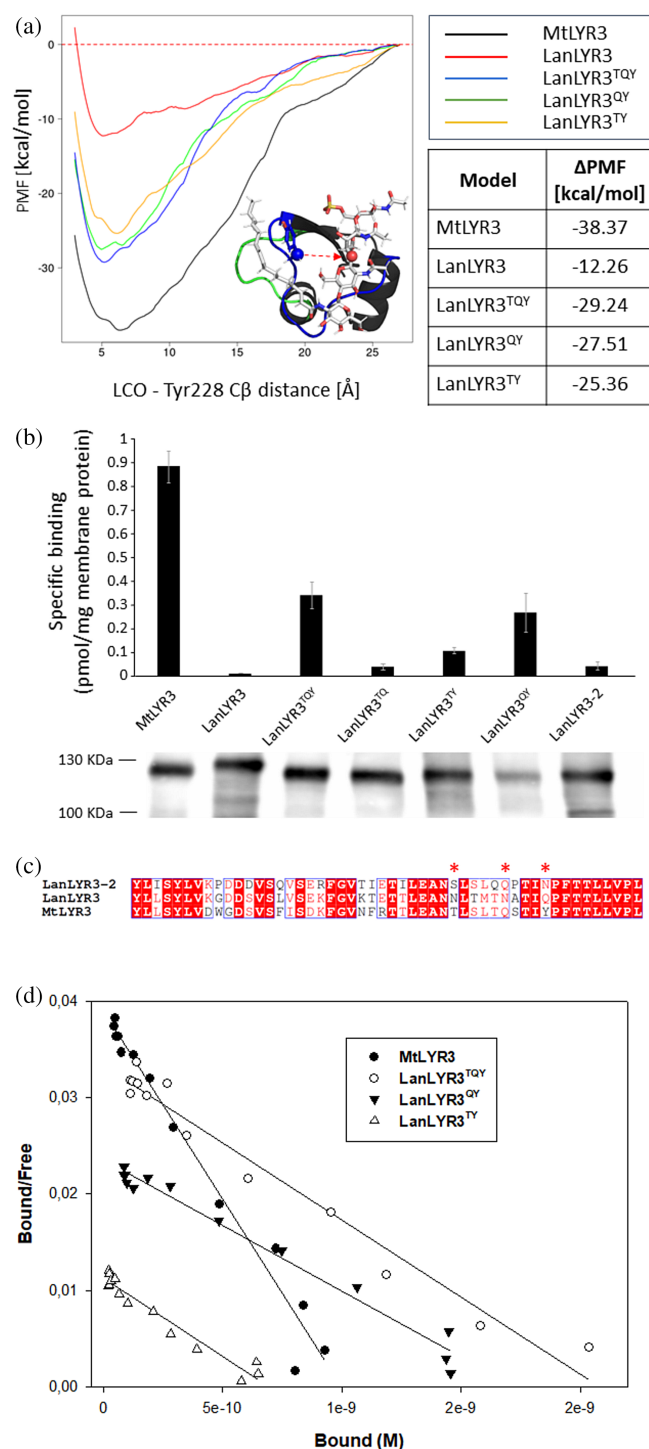 (a)
0
-10
-20
-30
PMF [kcal/mol]
5 10 15 20 25
LCO - Tyr228 Cβ distance [Å]
MtLYR3
LanLYR3
LanLYR3TQY
LanLYR3QY
LanLYR3TY
Model ΔPMF [kcal/mol]
MtLYR3 -38.37
LanLYR3 -12.26
LanLYR3TQY -29.24
LanLYR3QY -27.51
LanLYR3TY -25.36
(b)
Specific binding
(pmol/mg membrane protein)
1
0.9
0.8
0.7
0.6
0.5
0.4
0.3
0.2
0.1
0
MtLYR3 LanLYR3 LanLYR3TQY LanLYR3TQ LanLYR3TY LanLYR3QY LanLYR3-2
130 KDa
100 KDa
(c)
* * *
LanLYR3-2 YLISYLVKPDDDVSQVSERFGVTIETILEANSLSLQQPTINPFTTLLVPL
LanLYR3 YLLSYLVKDWGDSVSLVSEKFGVKTETTLEANNLTMTNATIQPFTTLLVPL
MtLYR3 YLLSYLVDWGDSVSFISDKFGVNFRTTLEANTLSLTQSTIYPFTTLLVPL
(d)
0,04
0,03
0,02
0,01
0,00
Bound/Free
MtLYR3
LanLYR3TQY
LanLYR3QY
LanLYR3TY
0 5e-10 1e-9 2e-9 2e-9
Bound (M)